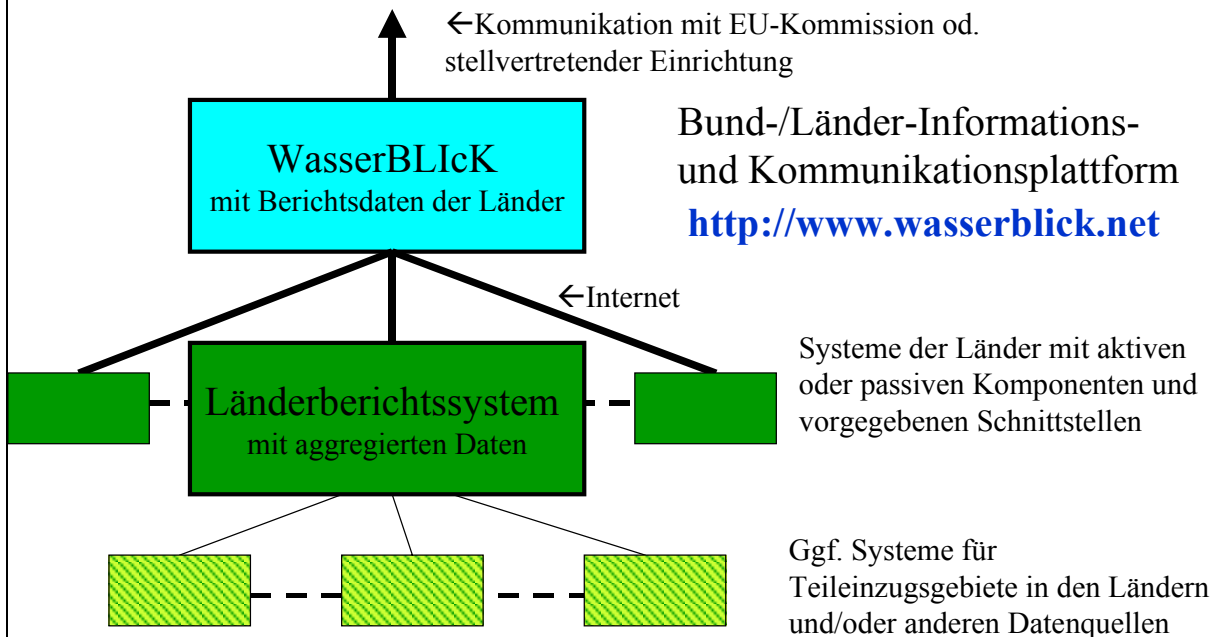 ←Kommunikation mit EU-Kommission od.
stellvertretender Einrichtung
WasserBLIcK
mit Berichtsdaten der Länder
Bund-/Länder-Informations-
und Kommunikationsplattform
http://www.wasserblick.net
←Internet
Länderberichtssystem
mit aggregierten Daten
Systeme der Länder mit aktiven
oder passiven Komponenten und
vorgegebenen Schnittstellen
Ggf. Systeme für
Teileinzugsgebiete in den Ländern
und/oder anderen Datenquellen